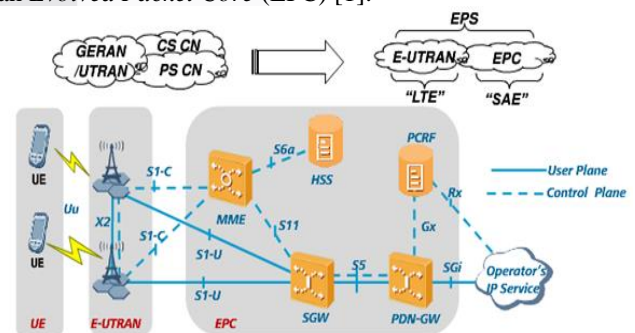 an Evolved Packet Core (EPC) [1].
EPS
GERAN
/UTRAN
CS CN
PS CN
E-UTRAN
EPC
"LTE"
"SAE"
UE
Uu
UE
X2
S1-C
S1-C
MME
S6a
HSS
S11
S1-U
S1-U
SGW
S5
PCRF
Gx
Rx
PDN-GW
SGi
Operator's
IP Service
User Plane
Control Plane
UE
E-UTRAN
EPC